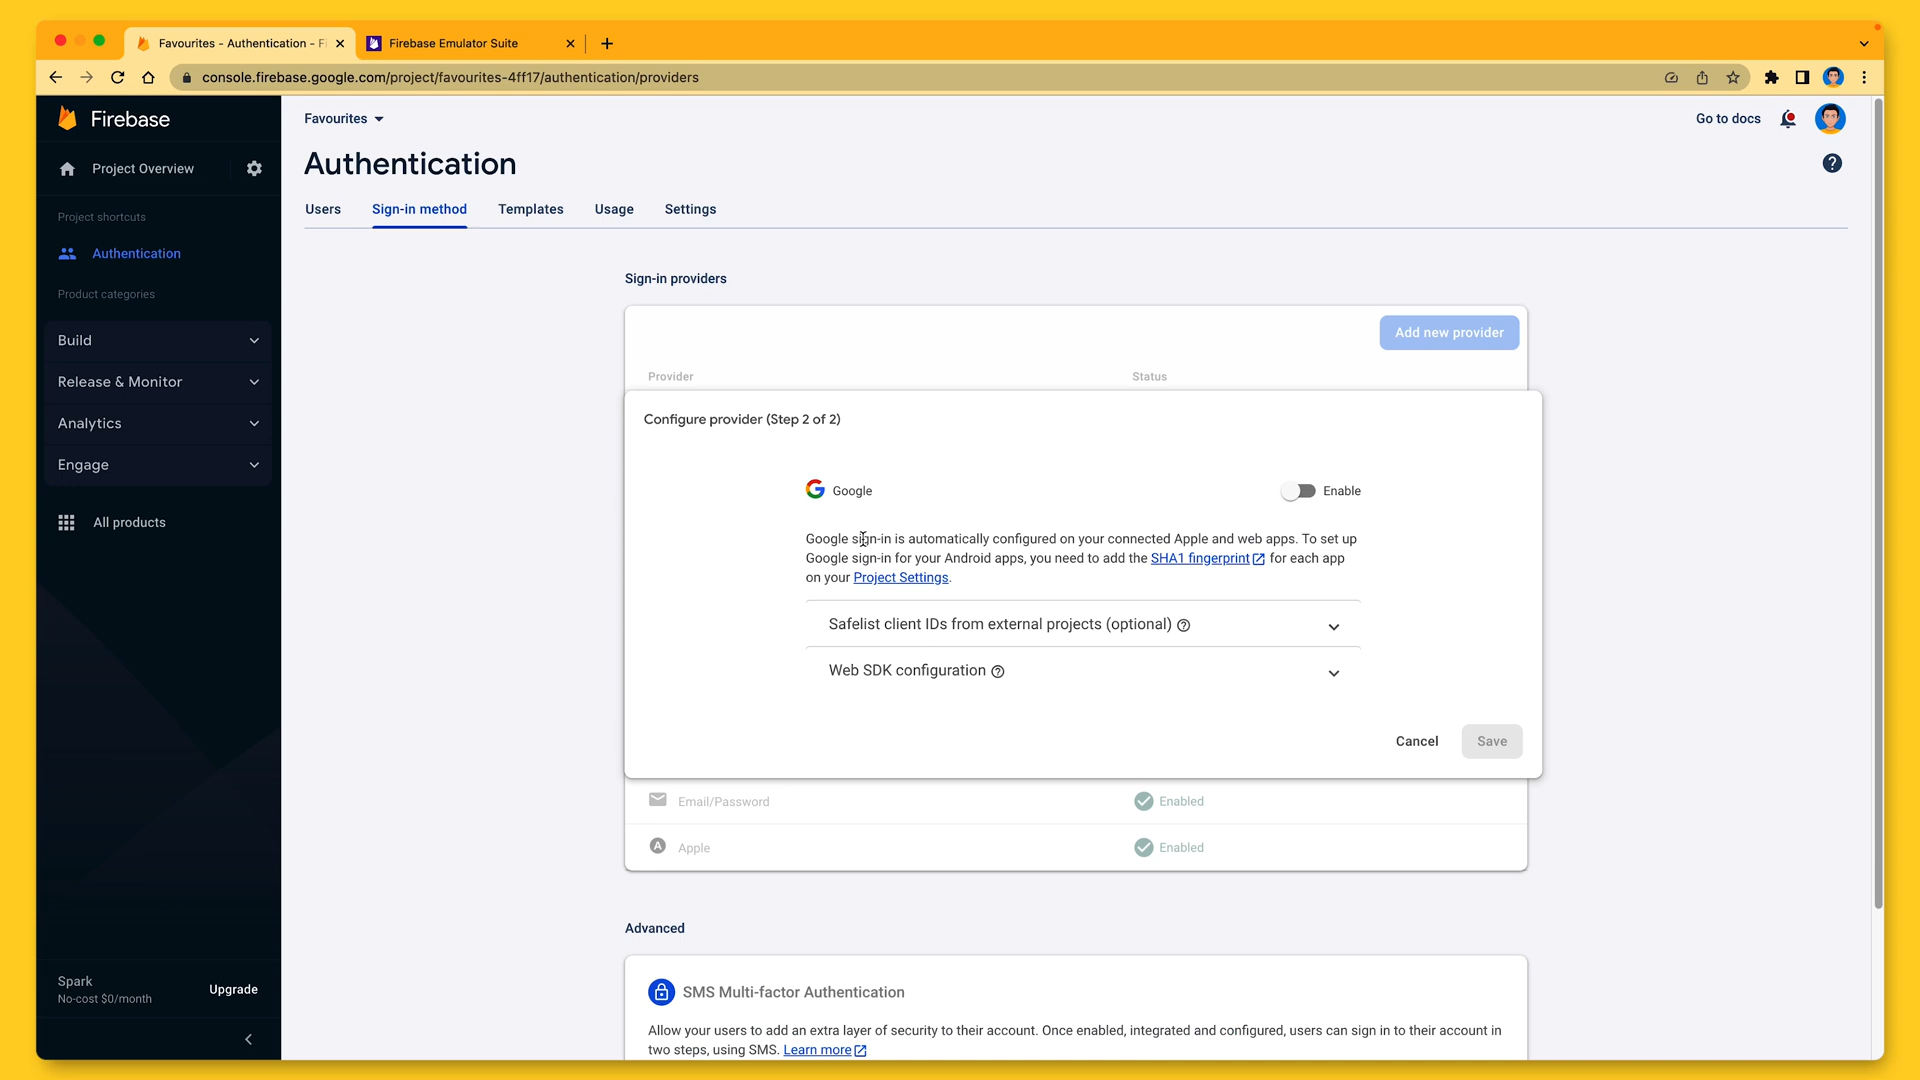 Favourites - Authentication - F
Firebase Emulator Suite
console.firebase.google.com/project/favourites-4ff17/authentication/providers
Firebase
Project Overview
Project shortcuts
Authentication
Product categories
Build
Release & Monitor
Analytics
Engage
All products
Spark
No-cost $0/month
Upgrade
Favourites
Go to docs
Authentication
Users
Sign-in method
Templates
Usage
Settings
Sign-in providers
Add new provider
Provider
Status
Configure provider (Step 2 of 2)
Google
Enable
Google sign-in is automatically configured on your connected Apple and web apps. To set up
Google sign-in for your Android apps, you need to add the SHA1 fingerprint for each app
on your Project Settings.
Safelist client IDs from external projects (optional)
Web SDK configuration
Cancel
Save
Email/Password
Enabled
Apple
Enabled
Advanced
SMS Multi-factor Authentication
Allow your users to add an extra layer of security to their account. Once enabled, integrated and configured, users can sign in to their account in
two steps, using SMS. Learn more